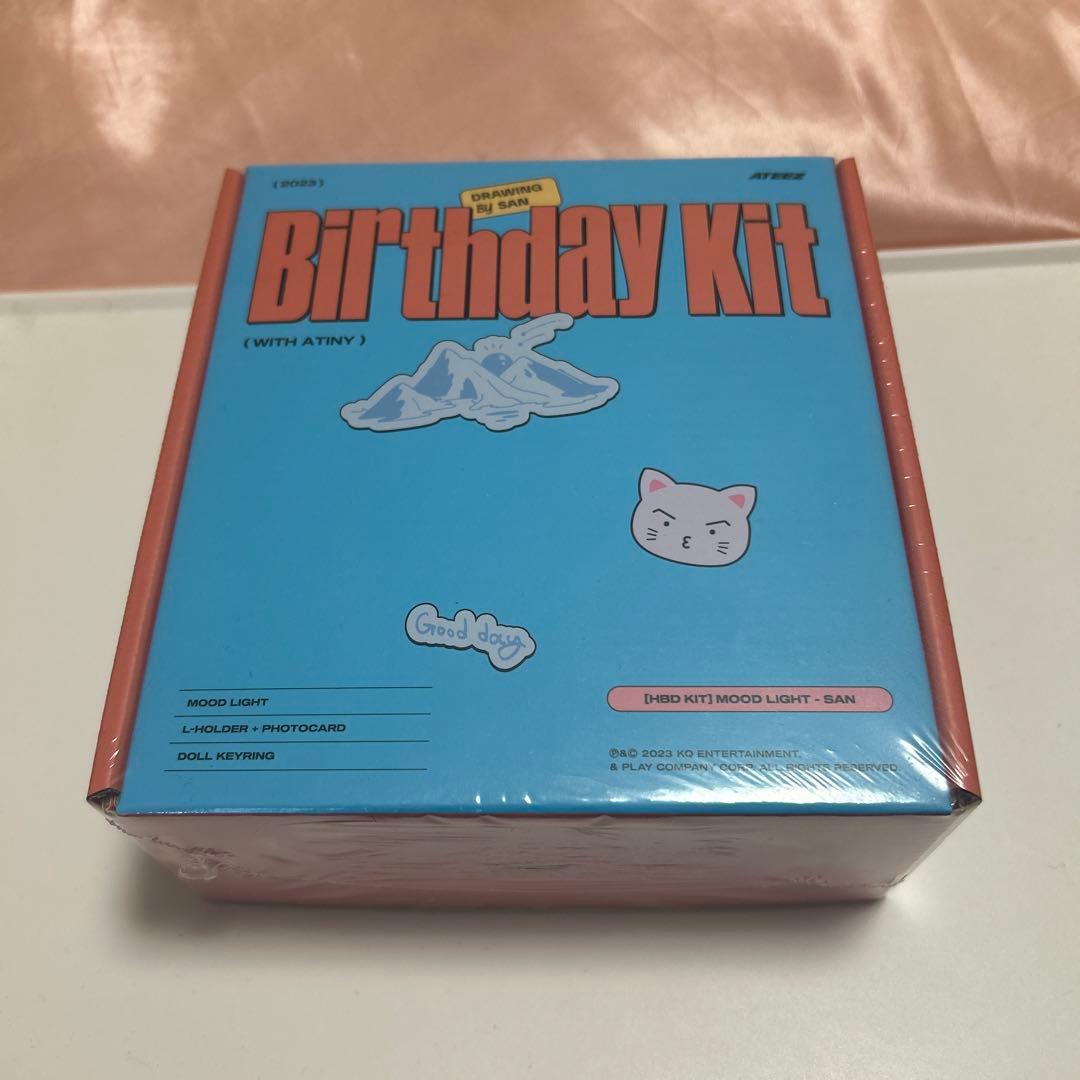 (2023)
ATEEZ
DRAWING
By SAN
Birthday Kit
(WITH ATINY)
Good day
MOOD LIGHT
L-HOLDER + PHOTOCARD
DOLL KEYRING
[HBD KIT] MOOD LIGHT - SAN
℗&© 2023 KQ ENTERTAINMENT.
& PLAY COMPANY CORP. ALL RIGHTS RESERVED.